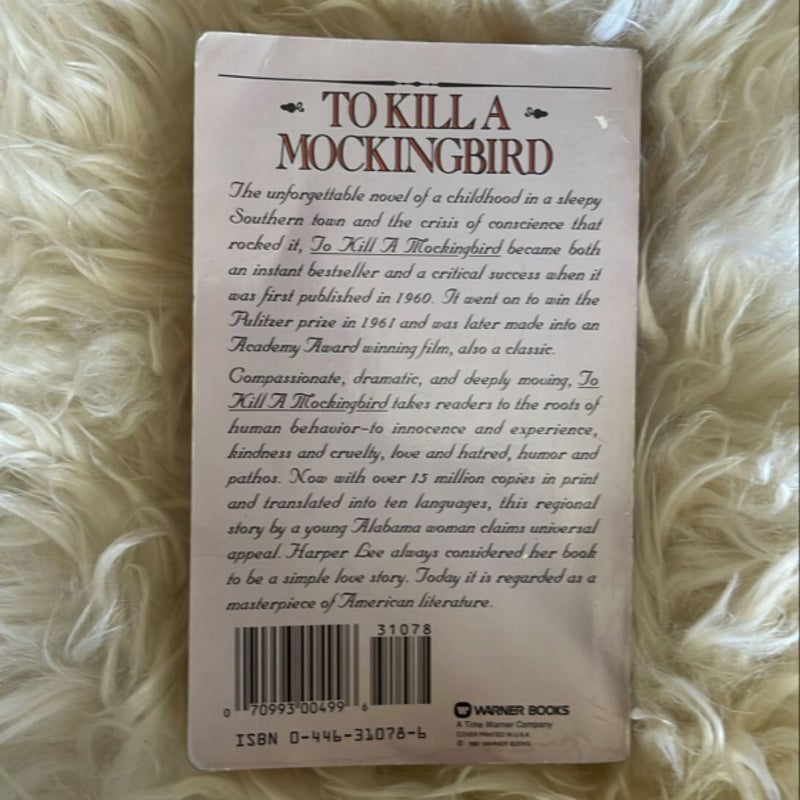 TO KILL A
MOCKINGBIRD
The unforgettable novel of a childhood in a sleepy
Southern town and the crisis of conscience that
rocked it, To Kill A Mockingbird became both
an instant bestseller and a critical success when it
was first published in 1960. It went on to win the
Pulitzer prize in 1961 and was later made into an
Academy Award winning film, also a classic.
Compassionate, dramatic, and deeply moving, To
Kill A Mockingbird takes readers to the roots of
human behavior-to innocence and experience,
kindness and cruelty, love and hatred, humor and
pathos. Now with over 15 million copies in print
and translated into ten languages, this regional
story by a young Alabama woman claims universal
appeal. Harper Lee always considered her book
to be a simple love story. Today it is regarded as a
masterpiece of American literature.
31078
0 70993 00499 6
ISBN 0-446-31078-6
WARNER BOOKS
A Time Warner Company
COVER PRINTED IN U.S.A.
© 1987 WARNER BOOKS